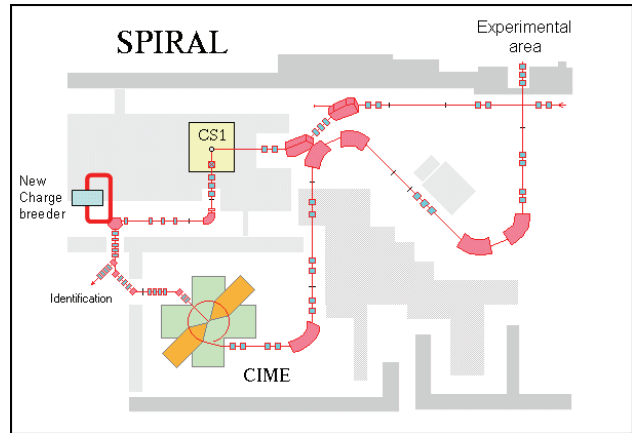 SPIRAL
Experimental
area
CS1
New
Charge
breeder
Identification
CIME